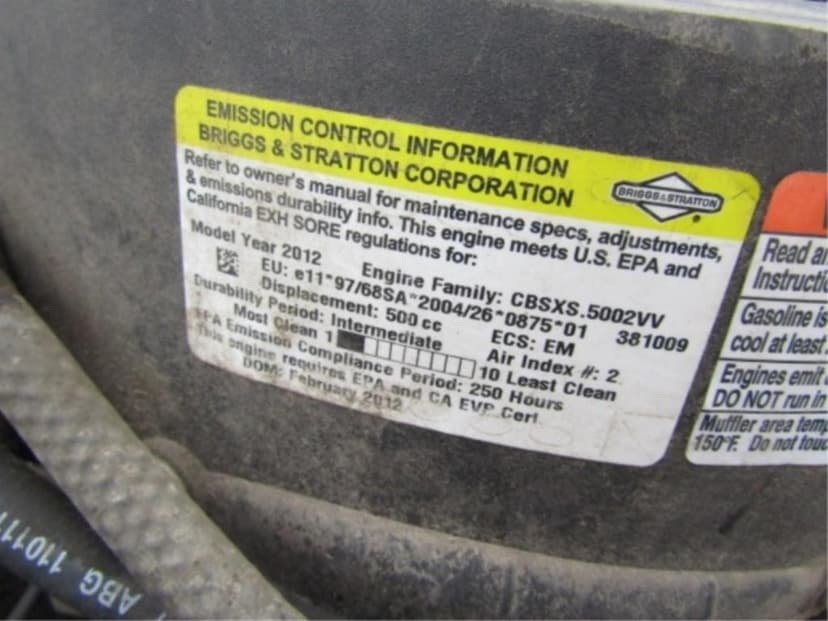 EMISSION CONTROL INFORMATION
BRIGGS & STRATTON CORPORATION
BRIGGS & STRATTON
Refer to owner's manual for maintenance specs, adjustments,
& emissions durability info. This engine meets U.S. EPA and
California EXH SORE regulations for:
Model Year 2012 Engine Family: CBSXS.5002VV
EU: e11*97/68SA*2004/26*0875*01 381009
Displacement: 500 cc ECS: EM
Durability Period: Intermediate Air Index #: 2
Most Clean 1 10 Least Clean
EPA Emission Compliance Period: 250 Hours
This engine requires EPA and CA EVP Cert
DOM: February 2012
Read an
Instructio
Gasoline is
cool at least
Engines emit
DO NOT run in
Muffler area temp
150°F. Do not touc
ABG 11011